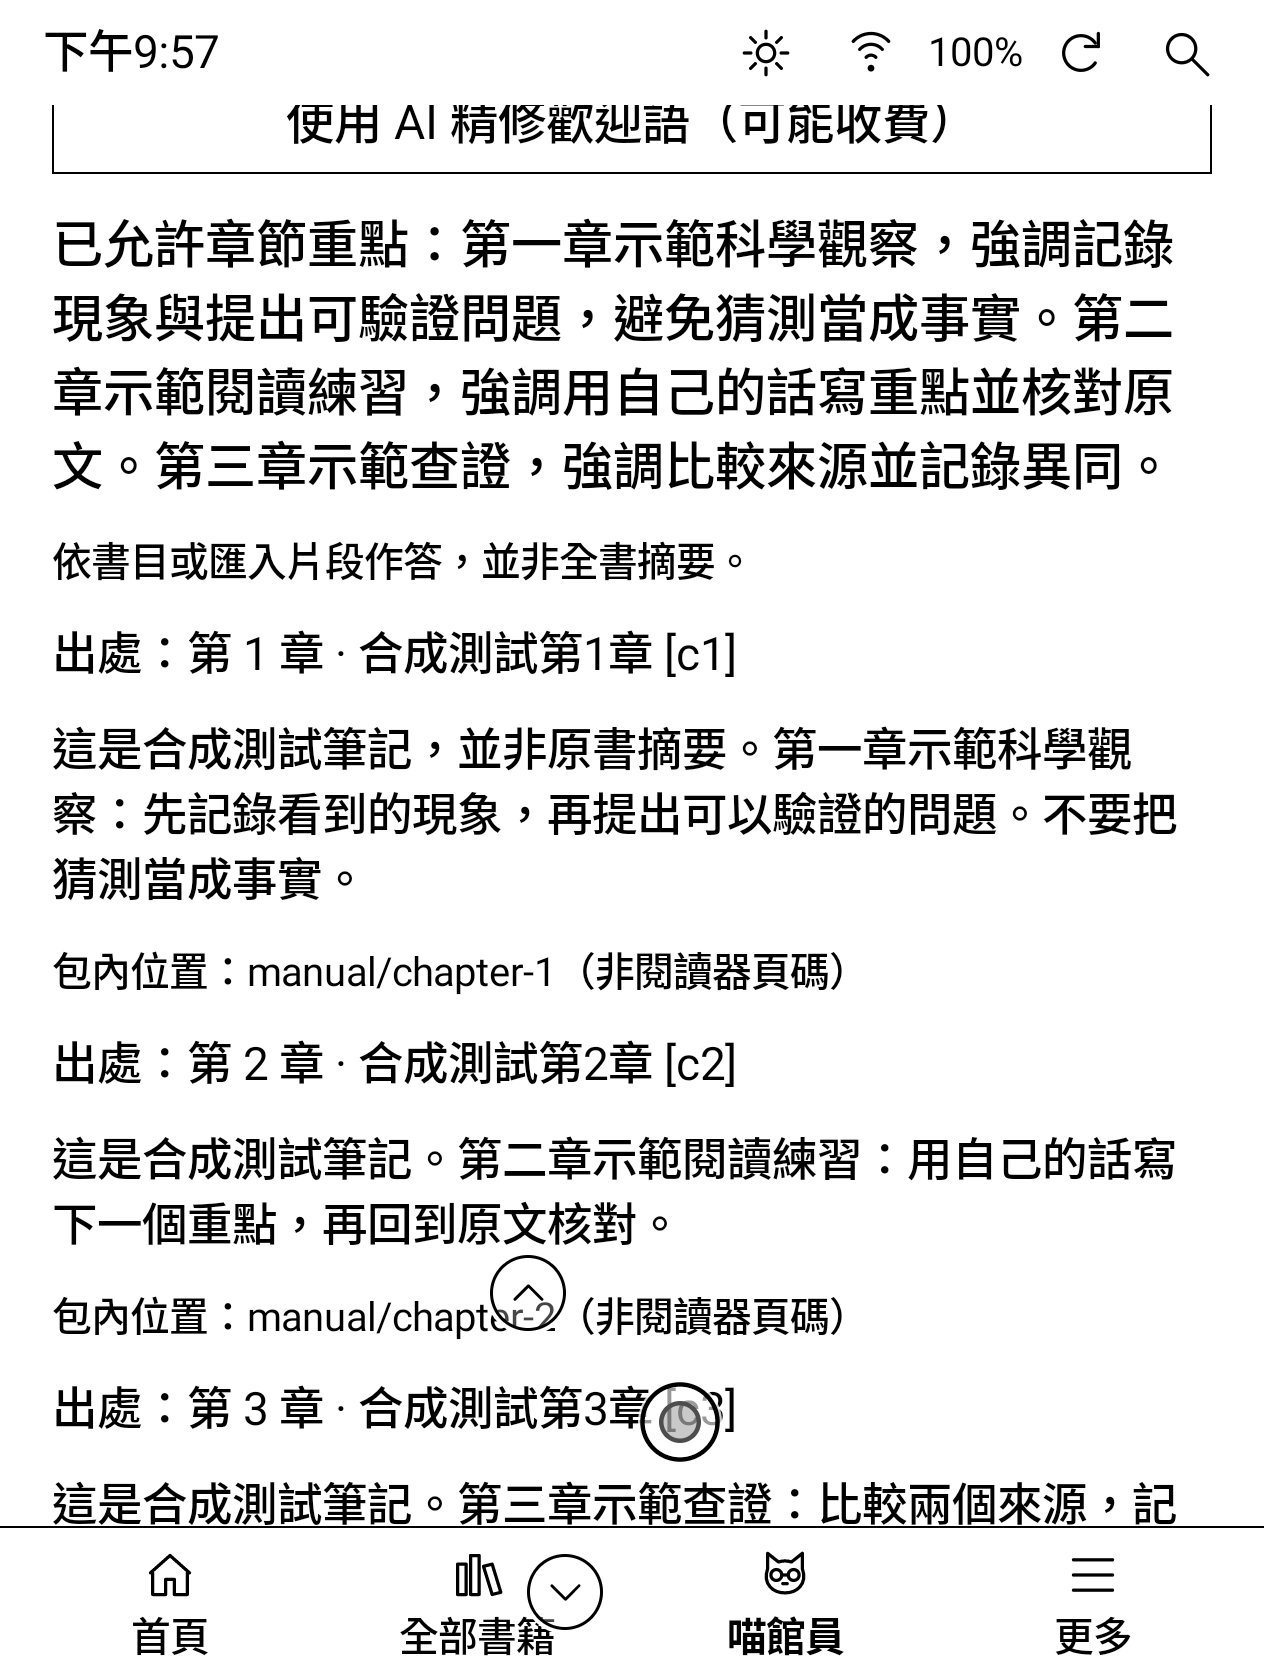 下午9:57
100%
使用 AI 精修歡迎語（可能收費）
已允許章節重點：第一章示範科學觀察，強調記錄
現象與提出可驗證問題，避免猜測當成事實。第二
章示範閱讀練習，強調用自己的話寫重點並核對原
文。第三章示範查證，強調比較來源並記錄異同。
依書目或匯入片段作答，並非全書摘要。
出處：第 1 章 · 合成測試第1章 [c1]
這是合成測試筆記，並非原書摘要。第一章示範科學觀
察：先記錄看到的現象，再提出可以驗證的問題。不要把
猜測當成事實。
包內位置：manual/chapter-1（非閱讀器頁碼）
出處：第 2 章 · 合成測試第2章 [c2]
這是合成測試筆記。第二章示範閱讀練習：用自己的話寫
下一個重點，再回到原文核對。
包內位置：manual/chapter-2（非閱讀器頁碼）
出處：第 3 章 · 合成測試第3章 [c3]
這是合成測試筆記。第三章示範查證：比較兩個來源，記
首頁
全部書籍
喵館員
更多